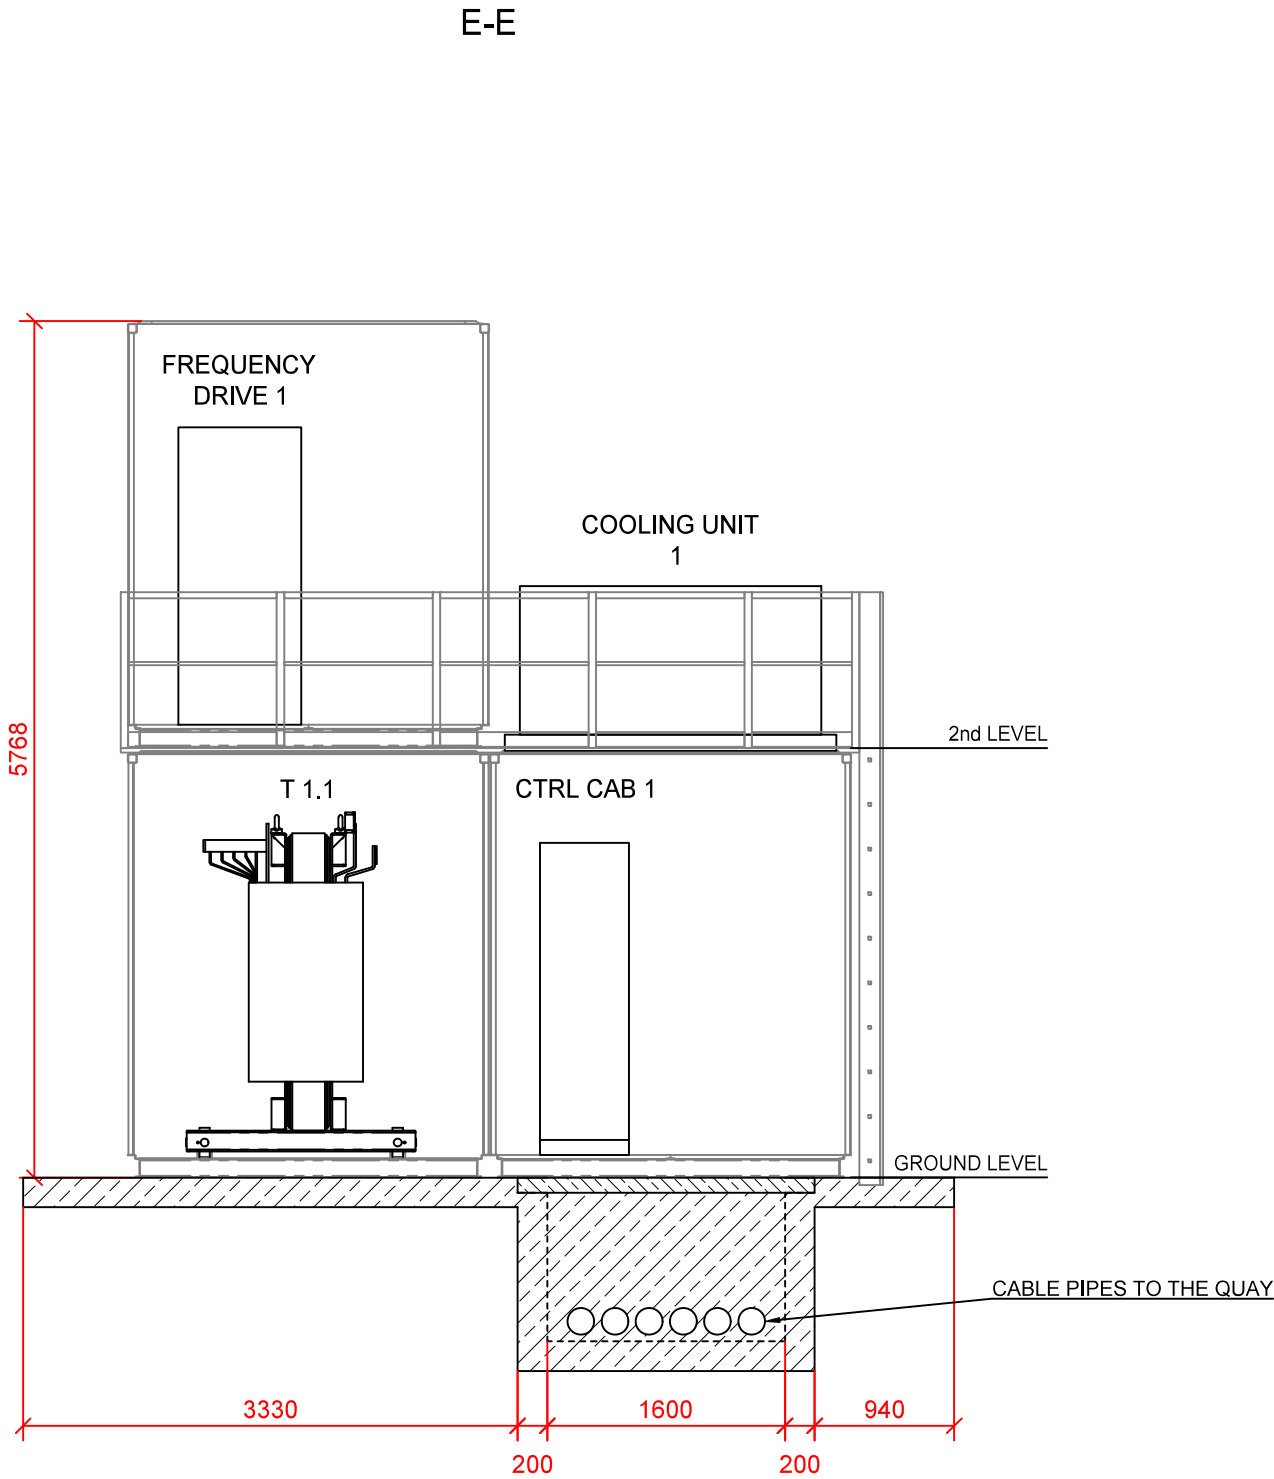 E-E
FREQUENCY
DRIVE 1
COOLING UNIT
1
2nd LEVEL
5768
T 1.1
CTRL CAB 1
GROUND LEVEL
CABLE PIPES TO THE QUAY
3330
1600
940
200
200